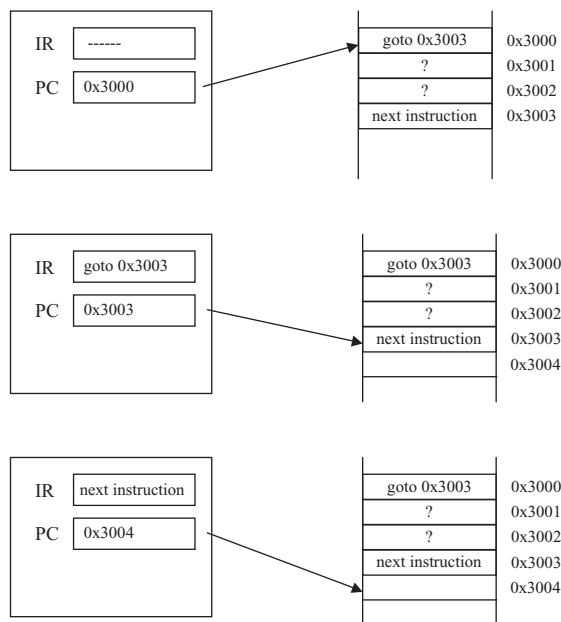 IR ------ goto 0x3003 0x3000
? 0x3001
PC 0x3000 ? 0x3002
next instruction 0x3003
IR goto 0x3003 goto 0x3003 0x3000
? 0x3001
PC 0x3003 ? 0x3002
next instruction 0x3003
0x3004
IR next instruction goto 0x3003 0x3000
? 0x3001
PC 0x3004 ? 0x3002
next instruction 0x3003
0x3004